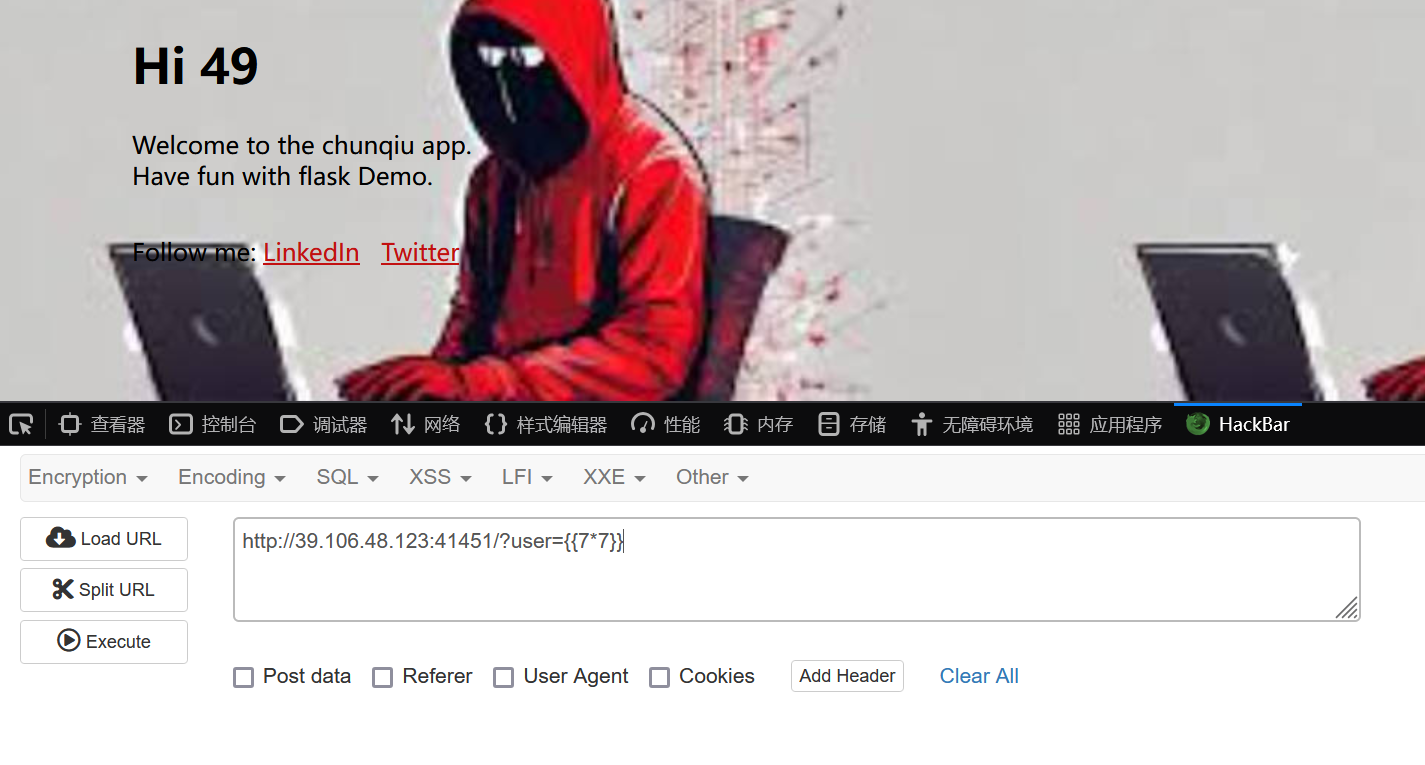 Hi 49
Welcome to the chunqiu app.
Have fun with flask Demo.
Follow me: LinkedIn Twitter
查看器 控制台 调试器 网络 样式编辑器 性能 内存 存储 无障碍环境 应用程序 HackBar
Encryption Encoding SQL XSS LFI XXE Other
Load URL
http://39.106.48.123:41451/?user={{7*7}}
Split URL
Execute
Post data Referer User Agent Cookies Add Header Clear All